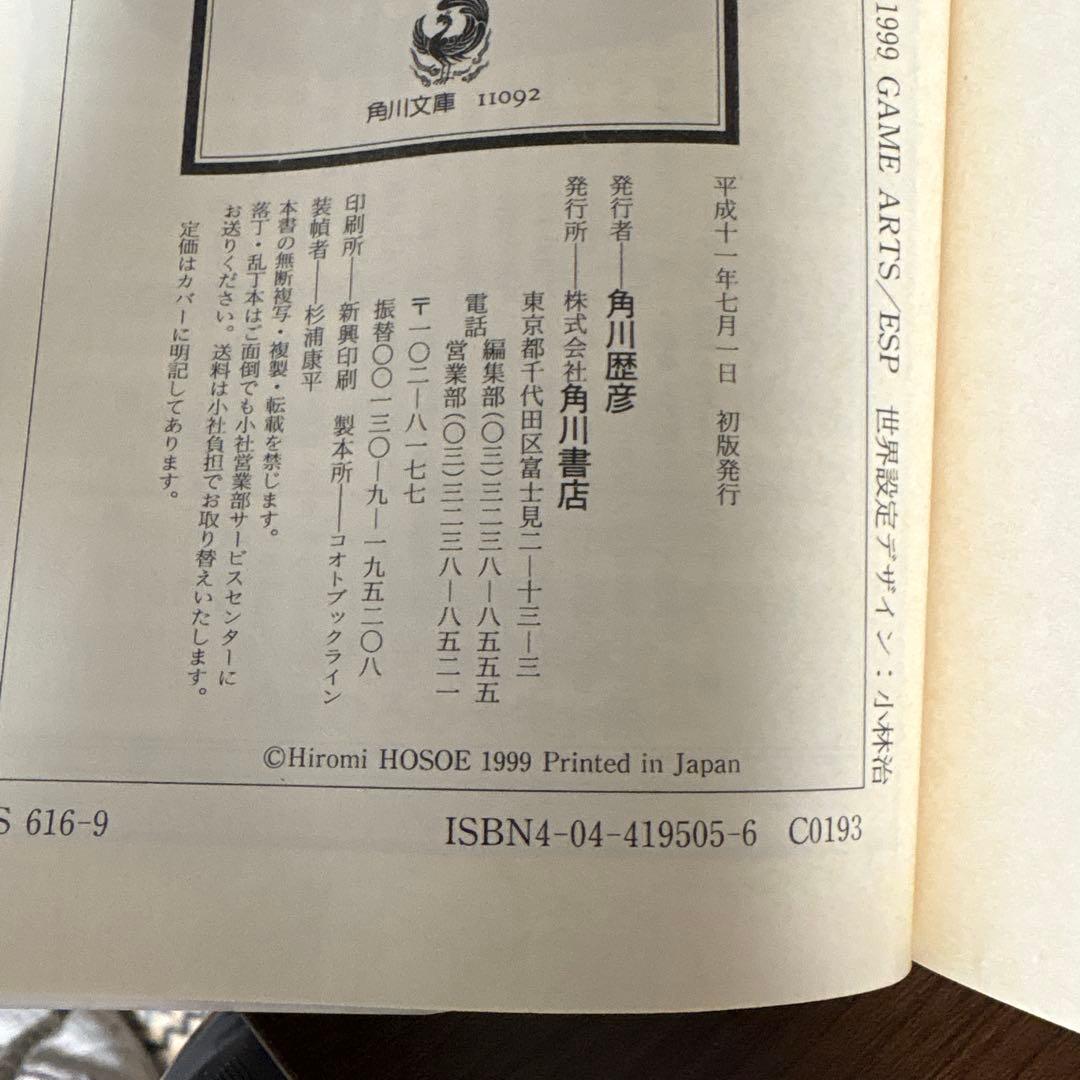 角川文庫 11092
1999 GAME ARTS/ESP 世界設定デザイン：小林治
平成十一年七月一日 初版発行
発行者――角川歴彦
発行所――株式会社角川書店
東京都千代田区富士見二―十三―三
電話 編集部(〇三)三二三八―八五五五
営業部(〇三)三二三八―八五二一
〒一〇二―八一七七
振替〇〇一三〇―九―一九五二〇八
印刷所――新興印刷 製本所――コオトブックライン
装幀者――杉浦康平
本書の無断複写・複製・転載を禁じます。
落丁・乱丁本はご面倒でも小社営業部サービスセンターに
お送りください。送料は小社負担でお取り替えいたします。
定価はカバーに明記してあります。
©Hiromi HOSOE 1999 Printed in Japan
S 616-9
ISBN4-04-419505-6 C0193